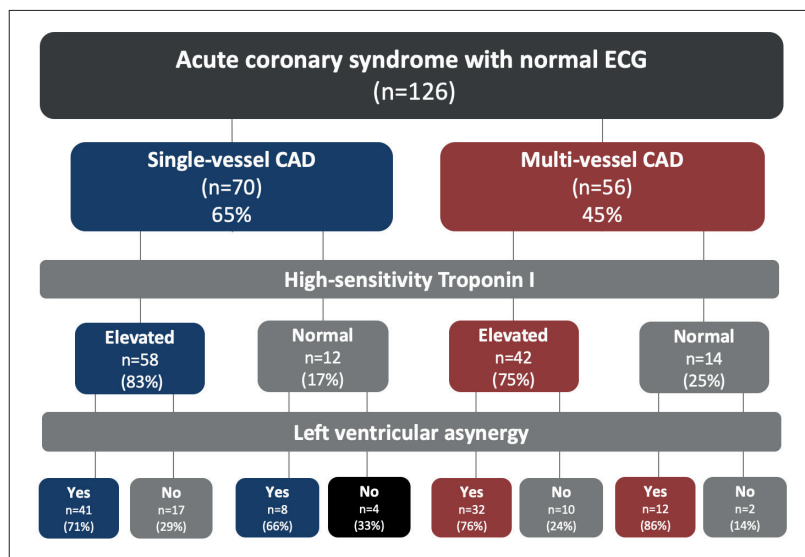 Acute coronary syndrome with normal ECG
(n=126)
Single-vessel CAD
(n=70)
65%
Multi-vessel CAD
(n=56)
45%
High-sensitivity Troponin I
Elevated
n=58
(83%)
Normal
n=12
(17%)
Elevated
n=42
(75%)
Normal
n=14
(25%)
Left ventricular asynergy
Yes
n=41
(71%)
No
n=17
(29%)
Yes
n=8
(66%)
No
n=4
(33%)
Yes
n=32
(76%)
No
n=10
(24%)
Yes
n=12
(86%)
No
n=2
(14%)